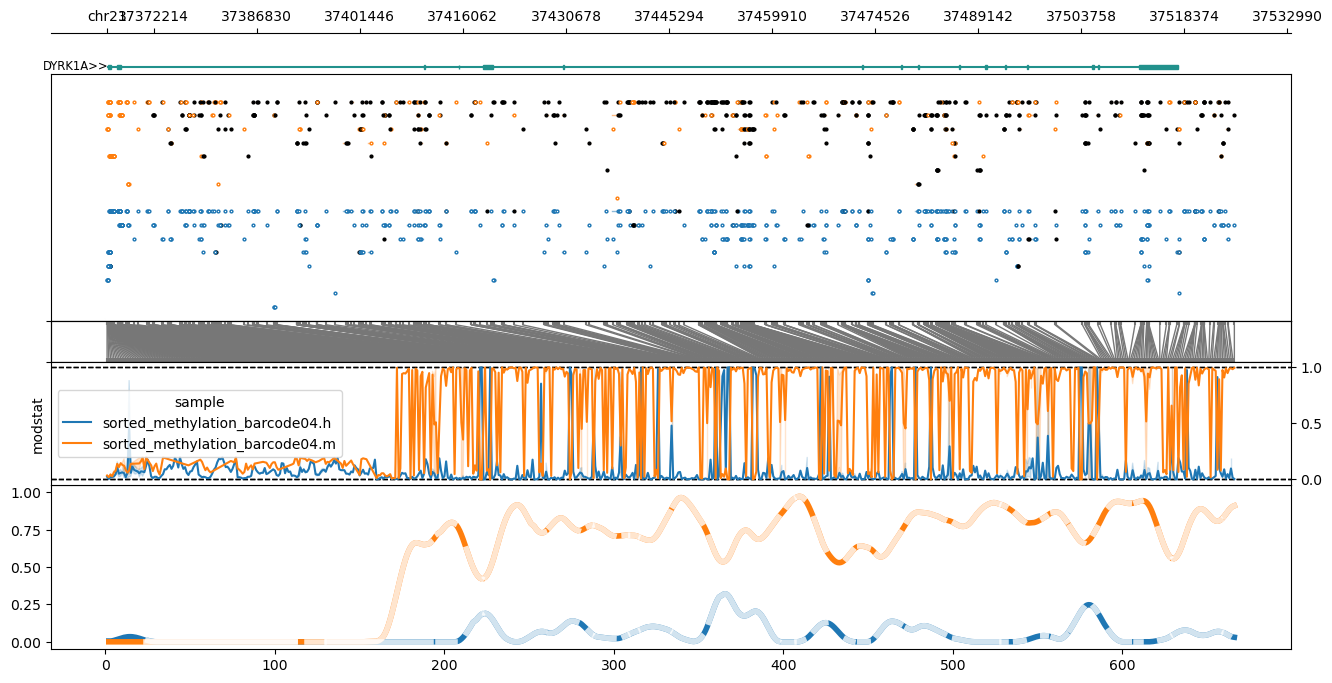 chr21 37372214 37386830 37401446 37416062 37430678 37445294 37459910 37474526 37489142 37503758 37518374 37532990
DYRK1A>>
modstat
sample
sorted_methylation_barcode04.h
sorted_methylation_barcode04.m
1.0
0.5
0.0
1.00
0.75
0.50
0.25
0.00
0 100 200 300 400 500 600